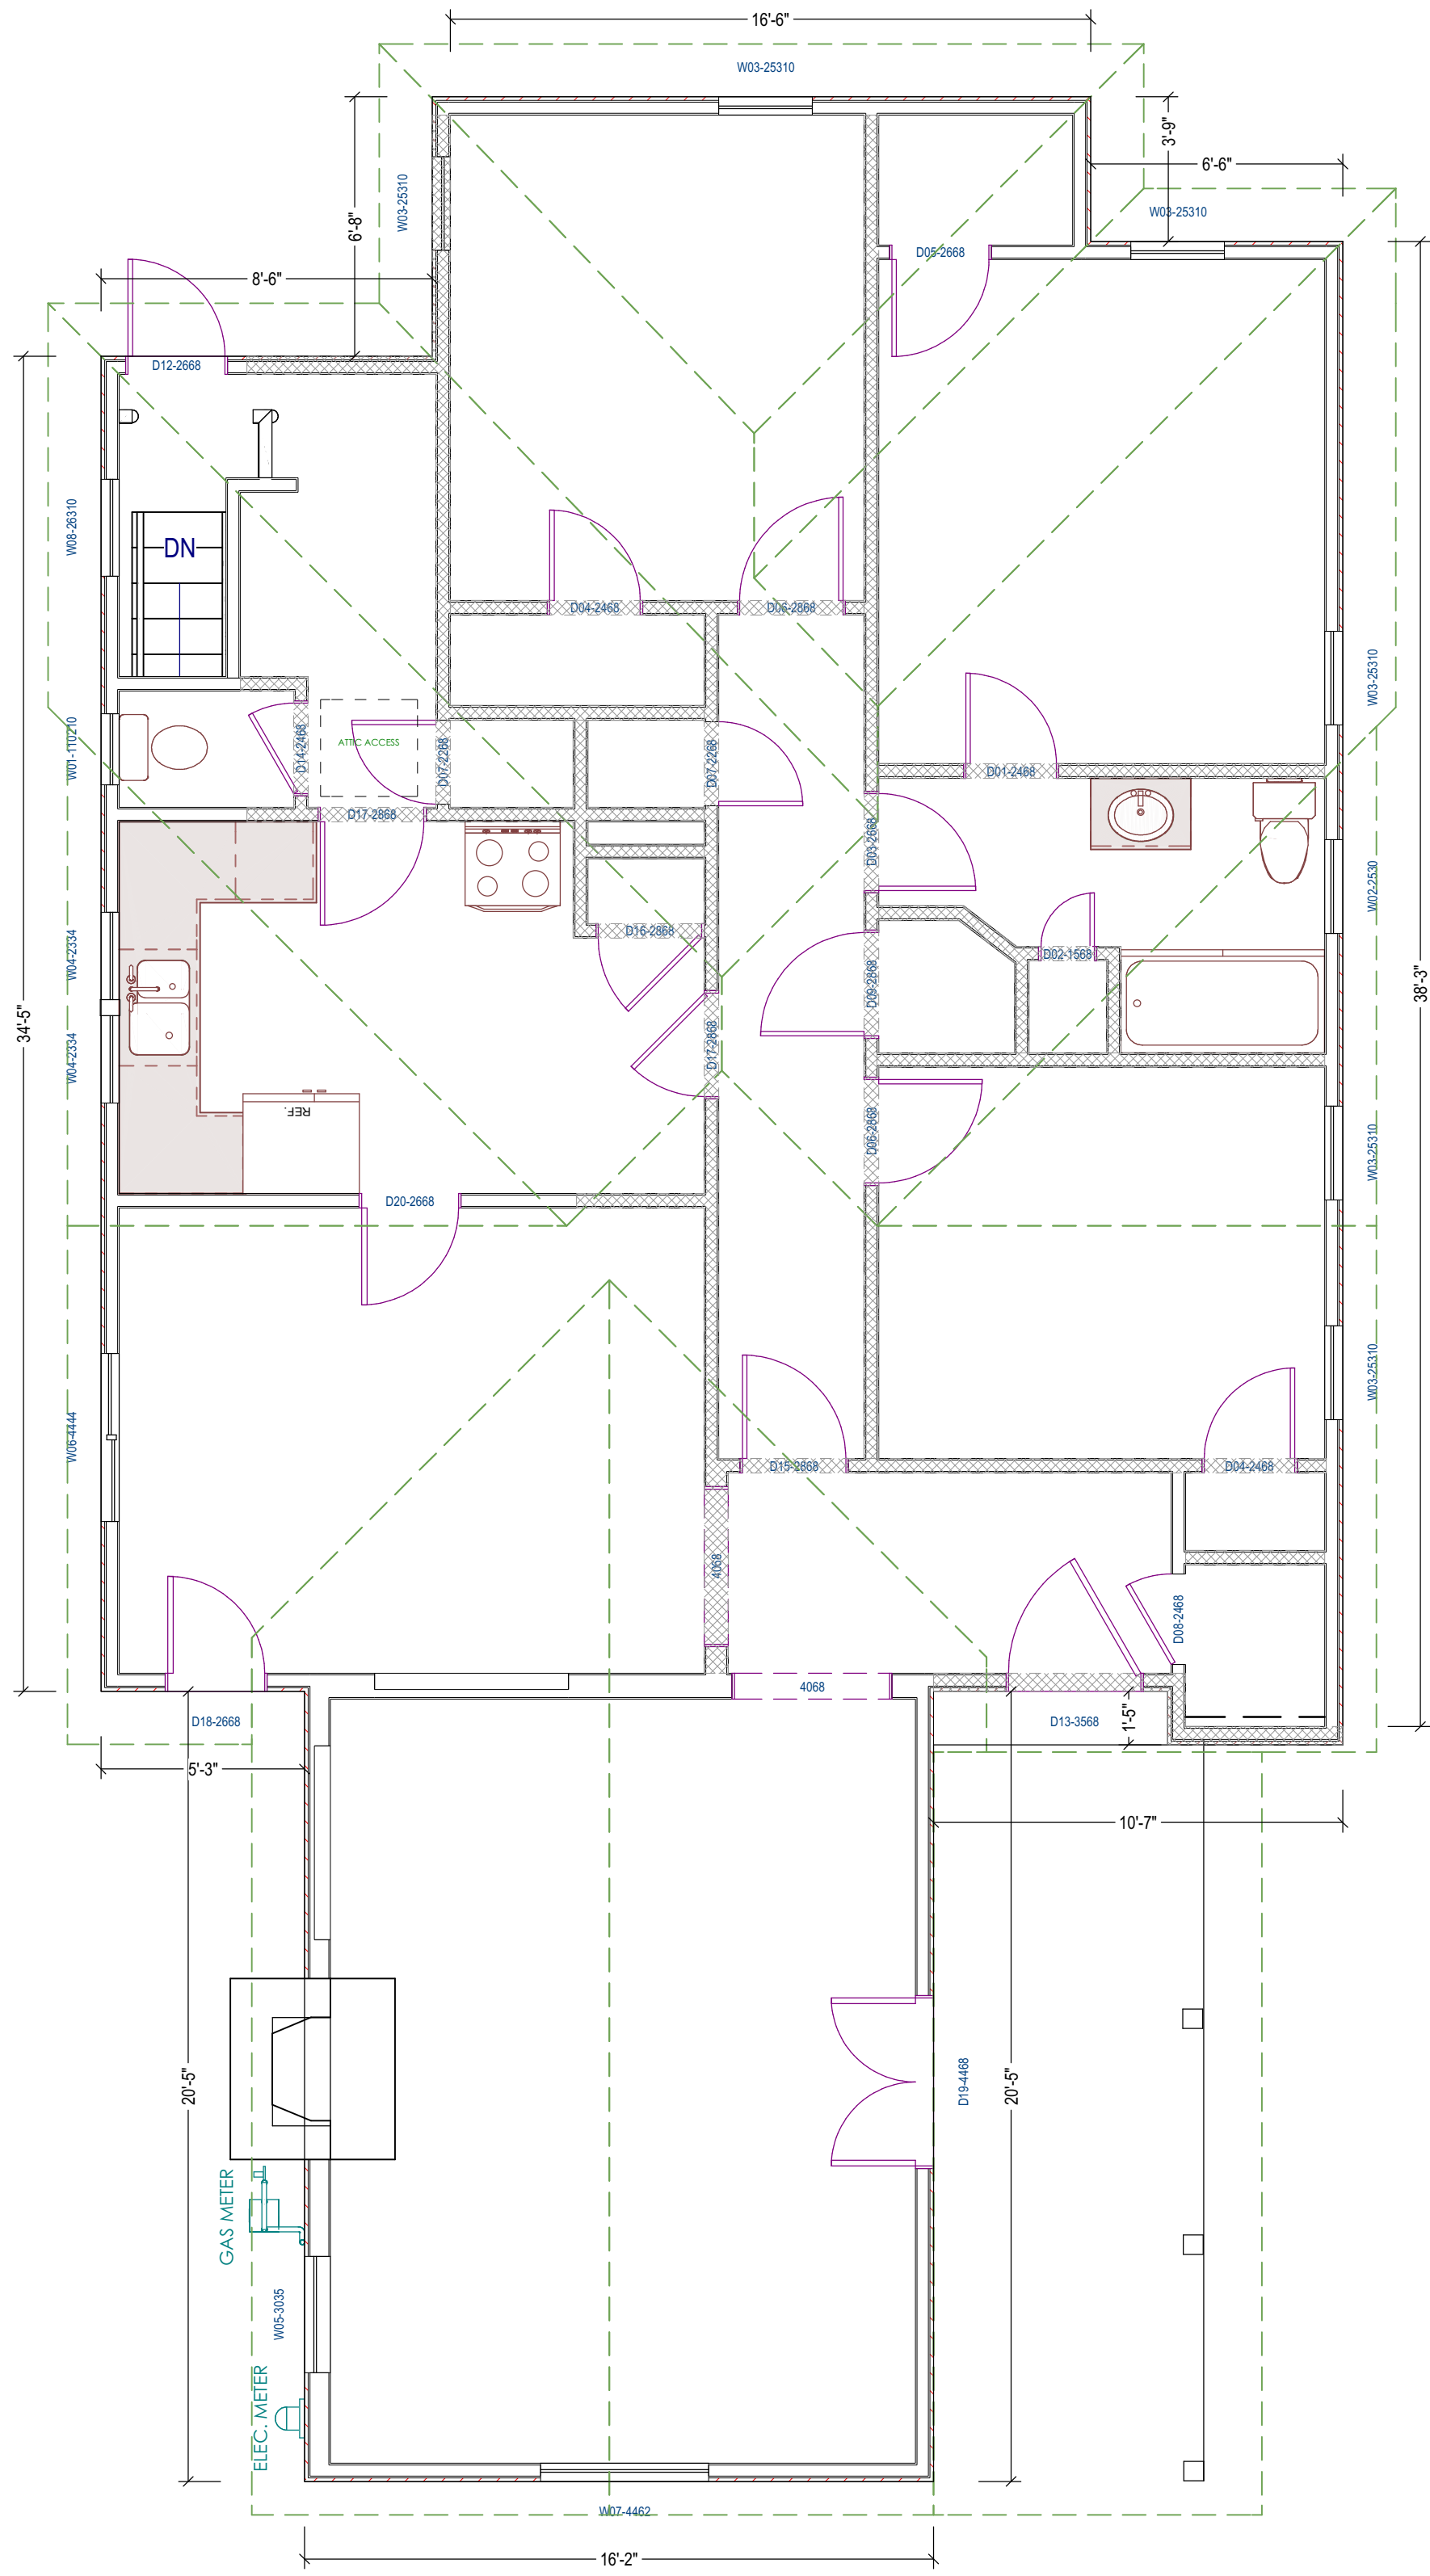 16'-6"
W03-25310
3'-9"
6'-6"
W03-25310
W03-25310
6'-8"
8'-6"
D05-2668
D12-2668
W08-26310
DN
D04-2468
D06-2868
W03-25310
W01-110210
D14-2468
ATTIC ACCESS
D07-2268
D07-2268
D01-2468
D17-2868
D03-2668
W02-2530
D16-2868
W04-2334
D02-1568
D09-2868
34'-5"
38'-3"
W04-2334
D17-2868
REF.
D06-2868
W03-25310
D20-2668
W03-25310
W06-4444
D15-2868
D04-2468
4068
D08-2468
4068
D18-2668
D13-3568
1'-5"
5'-3"
10'-7"
20'-5"
20'-5"
D19-4468
GAS METER
W05-3035
ELEC. METER
W07-4462
16'-2"